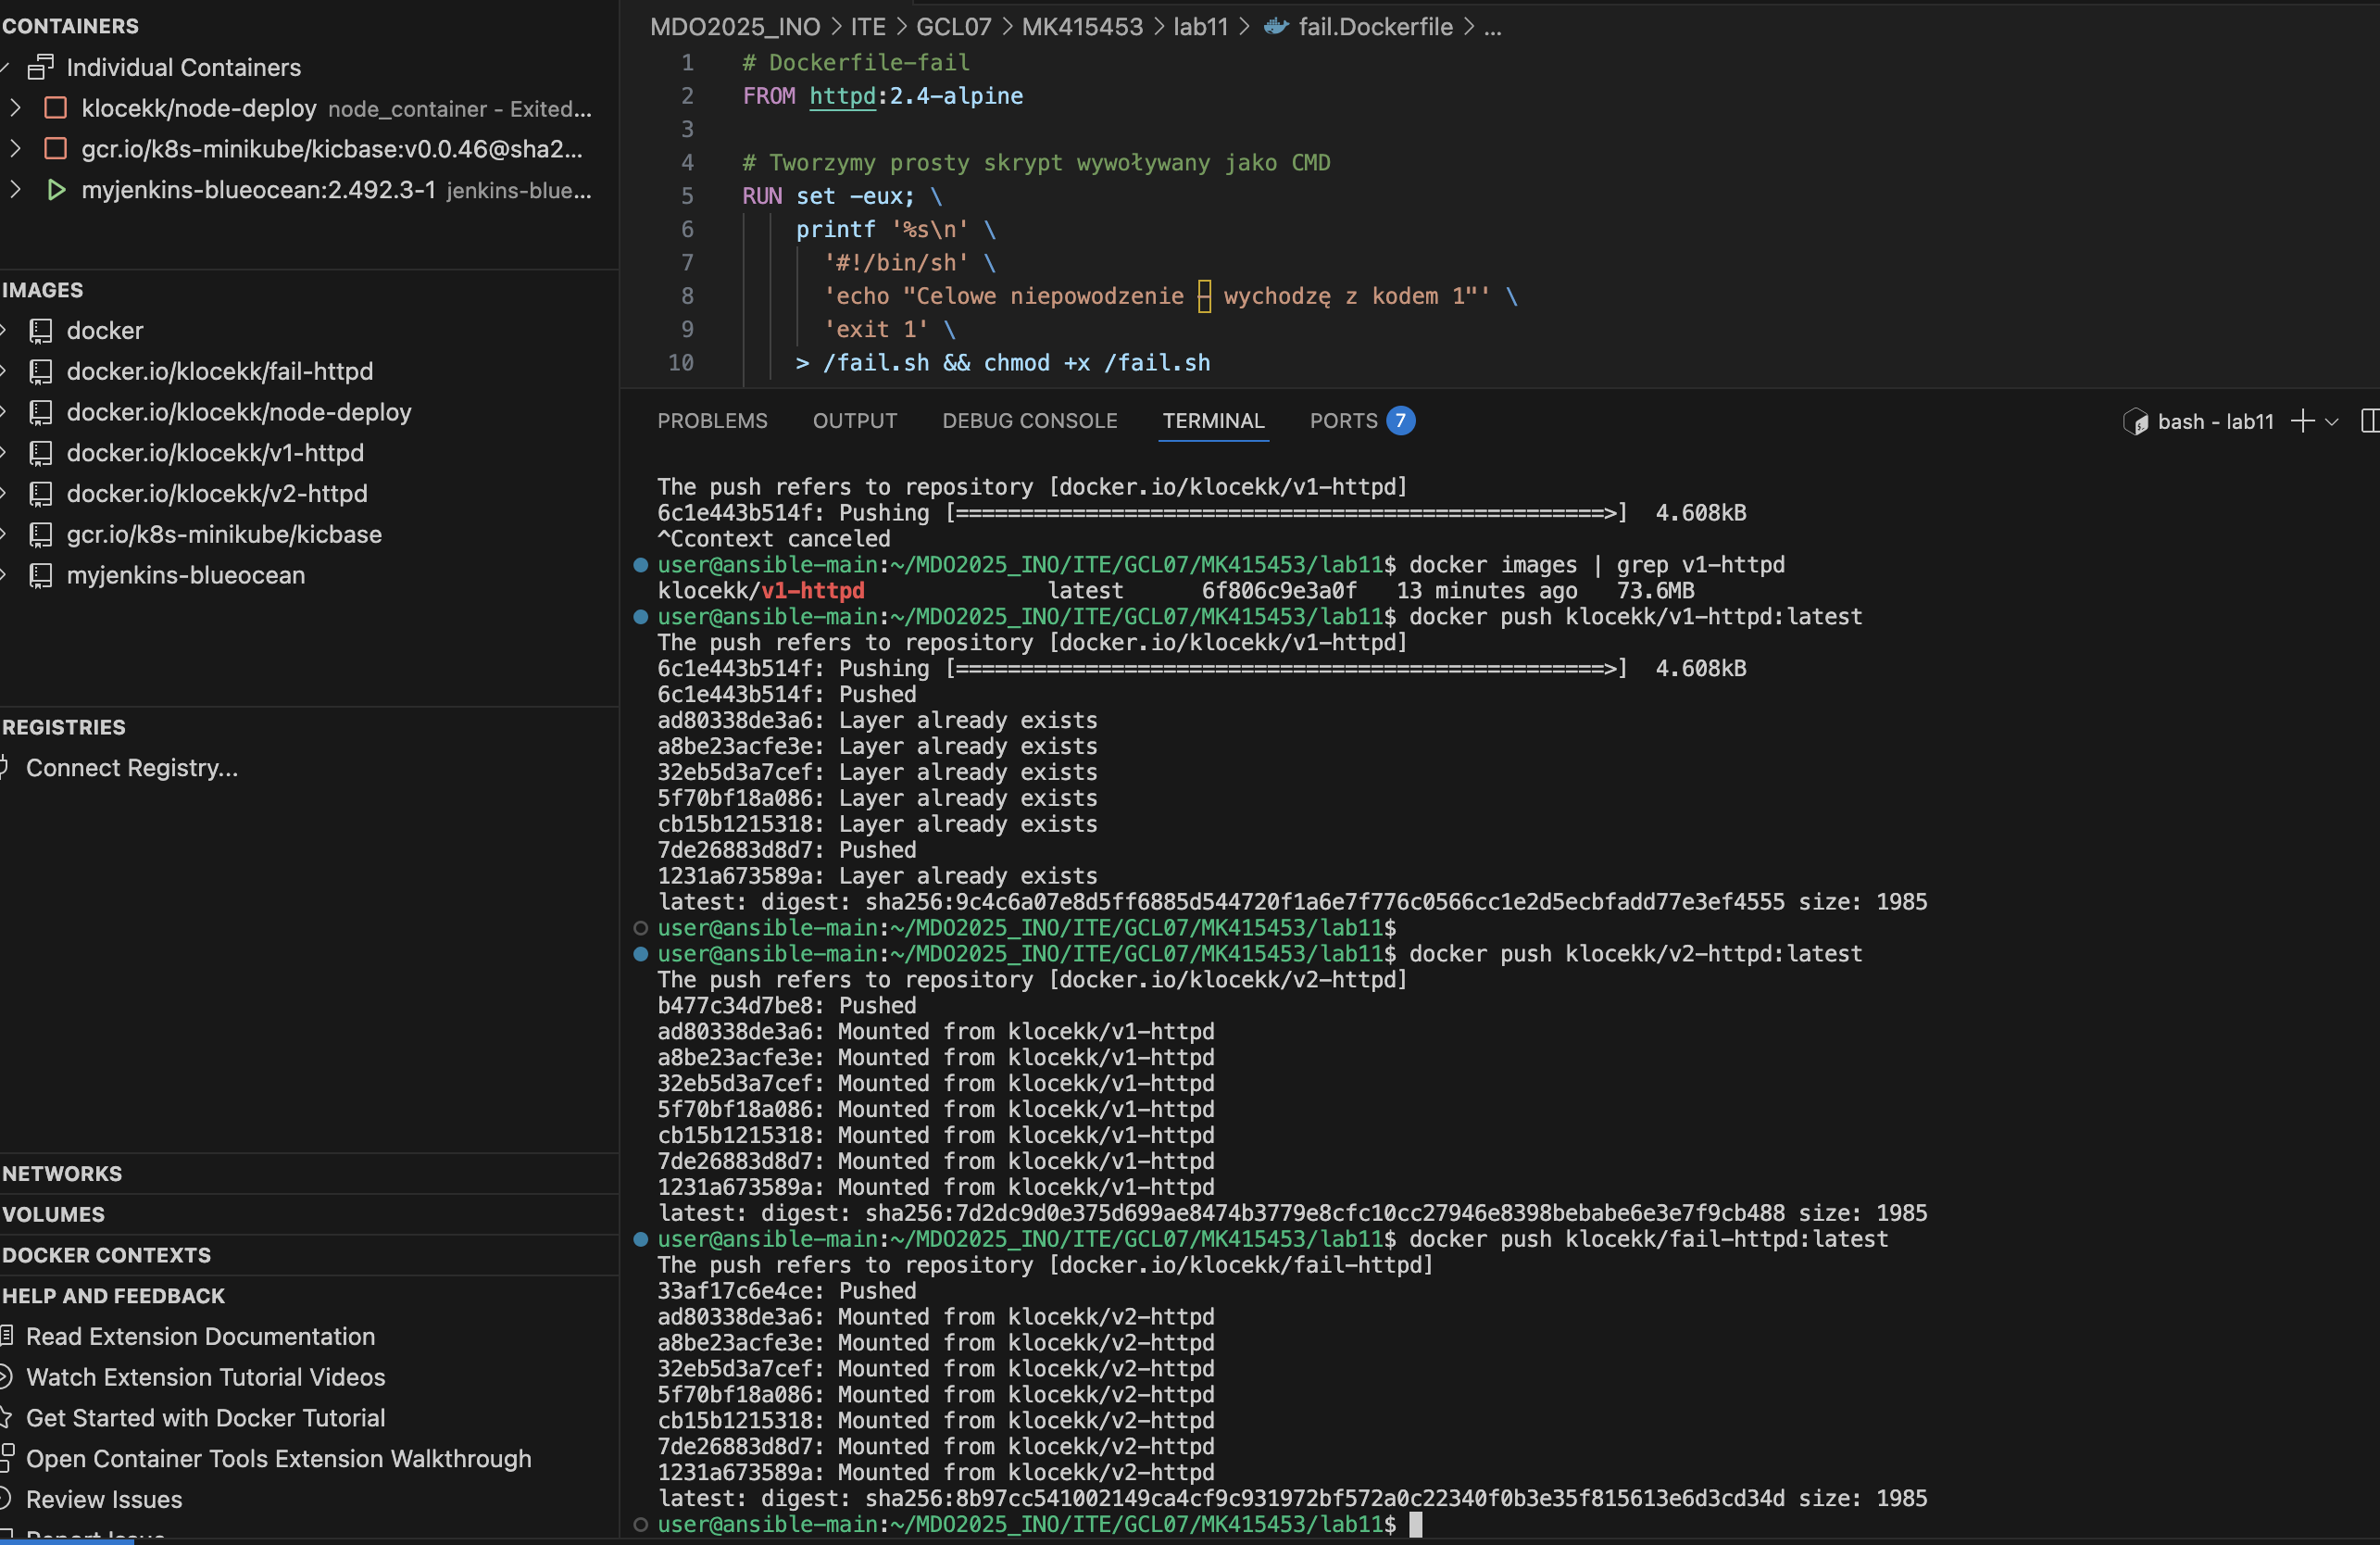 CONTAINERS
Individual Containers
klocekk/node-deploy node_container - Exited...
gcr.io/k8s-minikube/kicbase:v0.0.46@sha2...
myjenkins-blueocean:2.492.3-1 jenkins-blue...
IMAGES
docker
docker.io/klocekk/fail-httpd
docker.io/klocekk/node-deploy
docker.io/klocekk/v1-httpd
docker.io/klocekk/v2-httpd
gcr.io/k8s-minikube/kicbase
myjenkins-blueocean
REGISTRIES
Connect Registry...
NETWORKS
VOLUMES
DOCKER CONTEXTS
HELP AND FEEDBACK
Read Extension Documentation
Watch Extension Tutorial Videos
Get Started with Docker Tutorial
Open Container Tools Extension Walkthrough
Review Issues
Report Issue
MDO2025_INO > ITE > GCL07 > MK415453 > lab11 > fail.Dockerfile > ...
1 # Dockerfile-fail
2 FROM httpd:2.4-alpine
3
4 # Tworzymy prosty skrypt wywoływany jako CMD
5 RUN set -eux; \
6 printf '%s\n' \
7 '#!/bin/sh' \
8 'echo "Celowe niepowodzenie – wychodzę z kodem 1"' \
9 'exit 1' \
10 > /fail.sh && chmod +x /fail.sh
PROBLEMS OUTPUT DEBUG CONSOLE TERMINAL PORTS 7
bash - lab11
The push refers to repository [docker.io/klocekk/v1-httpd]
6c1e443b514f: Pushing [==================================================>] 4.608kB
^Ccontext canceled
user@ansible-main:~/MDO2025_INO/ITE/GCL07/MK415453/lab11$ docker images | grep v1-httpd
klocekk/v1-httpd latest 6f806c9e3a0f 13 minutes ago 73.6MB
user@ansible-main:~/MDO2025_INO/ITE/GCL07/MK415453/lab11$ docker push klocekk/v1-httpd:latest
The push refers to repository [docker.io/klocekk/v1-httpd]
6c1e443b514f: Pushing [==================================================>] 4.608kB
6c1e443b514f: Pushed
ad80338de3a6: Layer already exists
a8be23acfe3e: Layer already exists
32eb5d3a7cef: Layer already exists
5f70bf18a086: Layer already exists
cb15b1215318: Layer already exists
7de26883d8d7: Pushed
1231a673589a: Layer already exists
latest: digest: sha256:9c4c6a07e8d5ff6885d544720f1a6e7f776c0566cc1e2d5ecbfadd77e3ef4555 size: 1985
user@ansible-main:~/MDO2025_INO/ITE/GCL07/MK415453/lab11$
user@ansible-main:~/MDO2025_INO/ITE/GCL07/MK415453/lab11$ docker push klocekk/v2-httpd:latest
The push refers to repository [docker.io/klocekk/v2-httpd]
b477c34d7be8: Pushed
ad80338de3a6: Mounted from klocekk/v1-httpd
a8be23acfe3e: Mounted from klocekk/v1-httpd
32eb5d3a7cef: Mounted from klocekk/v1-httpd
5f70bf18a086: Mounted from klocekk/v1-httpd
cb15b1215318: Mounted from klocekk/v1-httpd
7de26883d8d7: Mounted from klocekk/v1-httpd
1231a673589a: Mounted from klocekk/v1-httpd
latest: digest: sha256:7d2dc9d0e375d699ae8474b3779e8cfc10cc27946e8398bebabe6e3e7f9cb488 size: 1985
user@ansible-main:~/MDO2025_INO/ITE/GCL07/MK415453/lab11$ docker push klocekk/fail-httpd:latest
The push refers to repository [docker.io/klocekk/fail-httpd]
33af17c6e4ce: Pushed
ad80338de3a6: Mounted from klocekk/v2-httpd
a8be23acfe3e: Mounted from klocekk/v2-httpd
32eb5d3a7cef: Mounted from klocekk/v2-httpd
5f70bf18a086: Mounted from klocekk/v2-httpd
cb15b1215318: Mounted from klocekk/v2-httpd
7de26883d8d7: Mounted from klocekk/v2-httpd
1231a673589a: Mounted from klocekk/v2-httpd
latest: digest: sha256:8b97cc541002149ca4cf9c931972bf572a0c22340f0b3e35f815613e6d3cd34d size: 1985
user@ansible-main:~/MDO2025_INO/ITE/GCL07/MK415453/lab11$